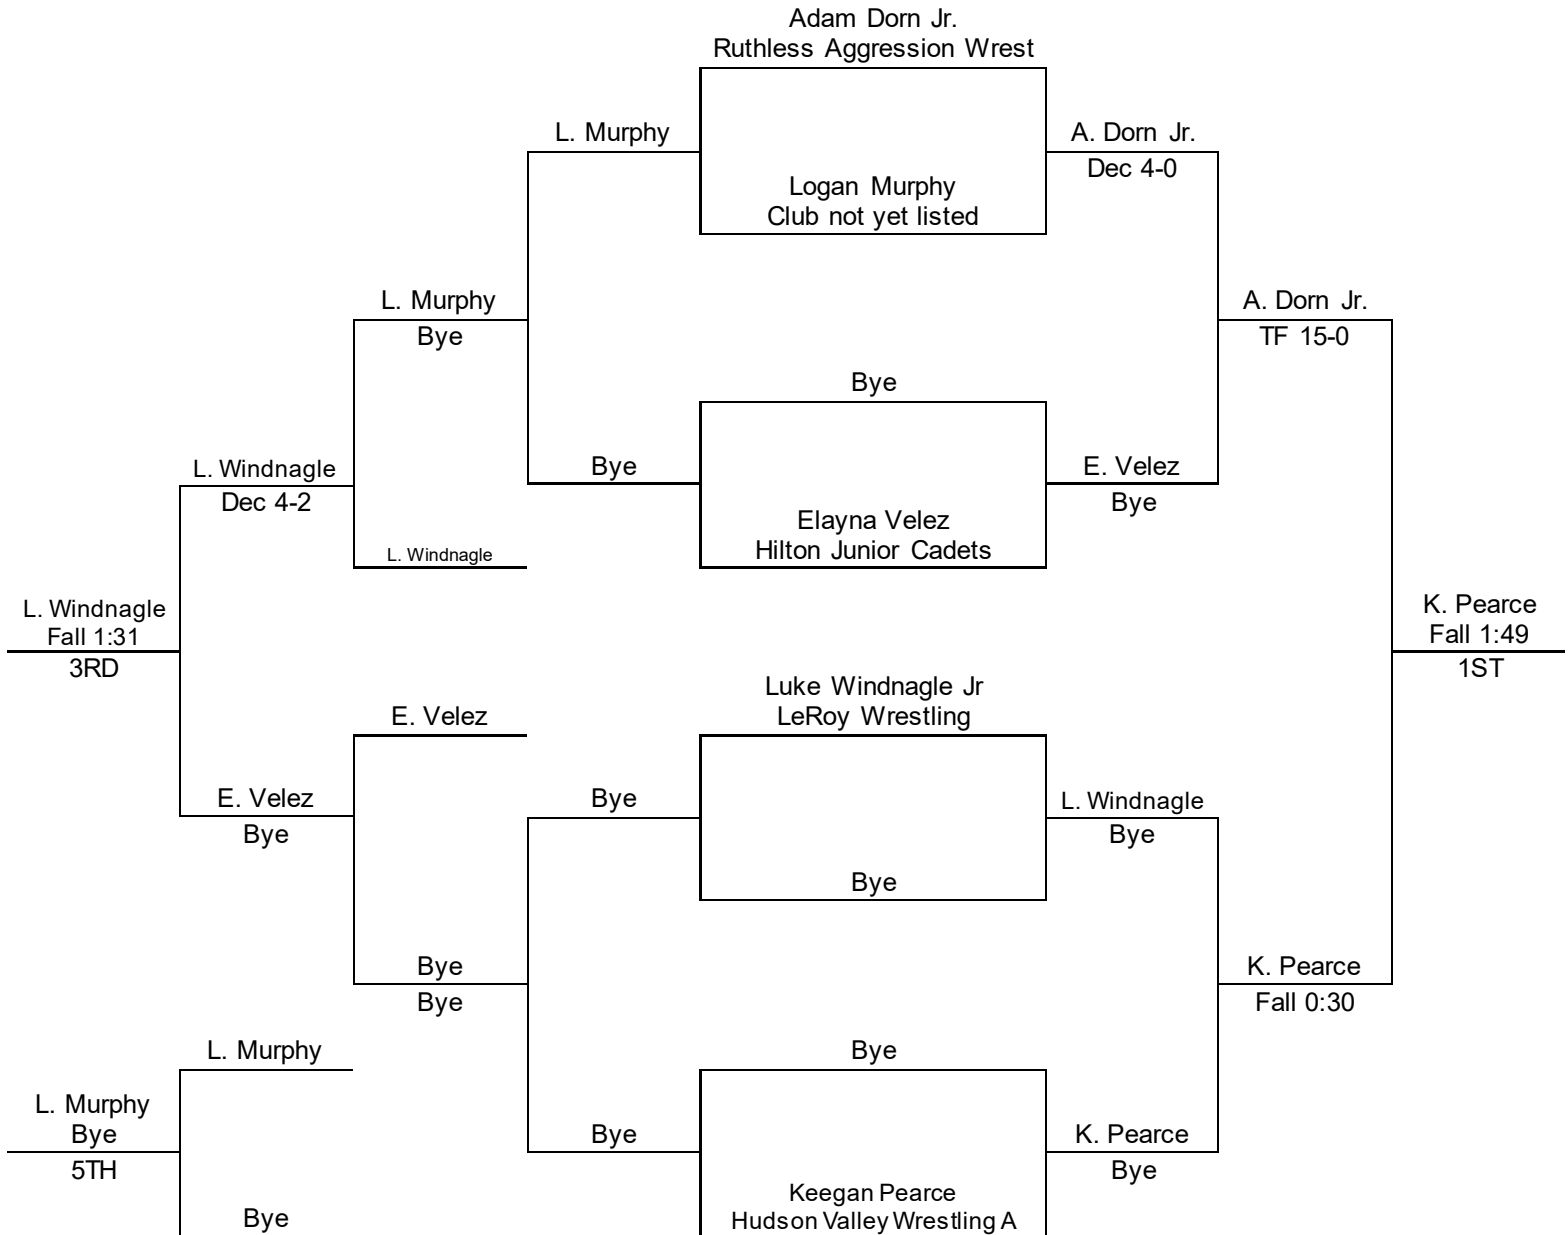 Adam Dorn Jr.
Ruthless Aggression Wrest
L. Murphy
A. Dorn Jr.
Dec 4-0
Logan Murphy
Club not yet listed
L. Murphy
Bye
A. Dorn Jr.
TF 15-0
Bye
L. Windnagle
Dec 4-2
Bye
E. Velez
Bye
Elayna Velez
Hilton Junior Cadets
L. Windnagle
L. Windnagle
Fall 1:31
3RD
K. Pearce
Fall 1:49
1ST
Luke Windnagle Jr
LeRoy Wrestling
E. Velez
E. Velez
Bye
Bye
L. Windnagle
Bye
Bye
Bye
Bye
K. Pearce
Fall 0:30
L. Murphy
Bye
L. Murphy
Bye
5TH
Bye
K. Pearce
Bye
Keegan Pearce
Hudson Valley Wrestling A
Bye